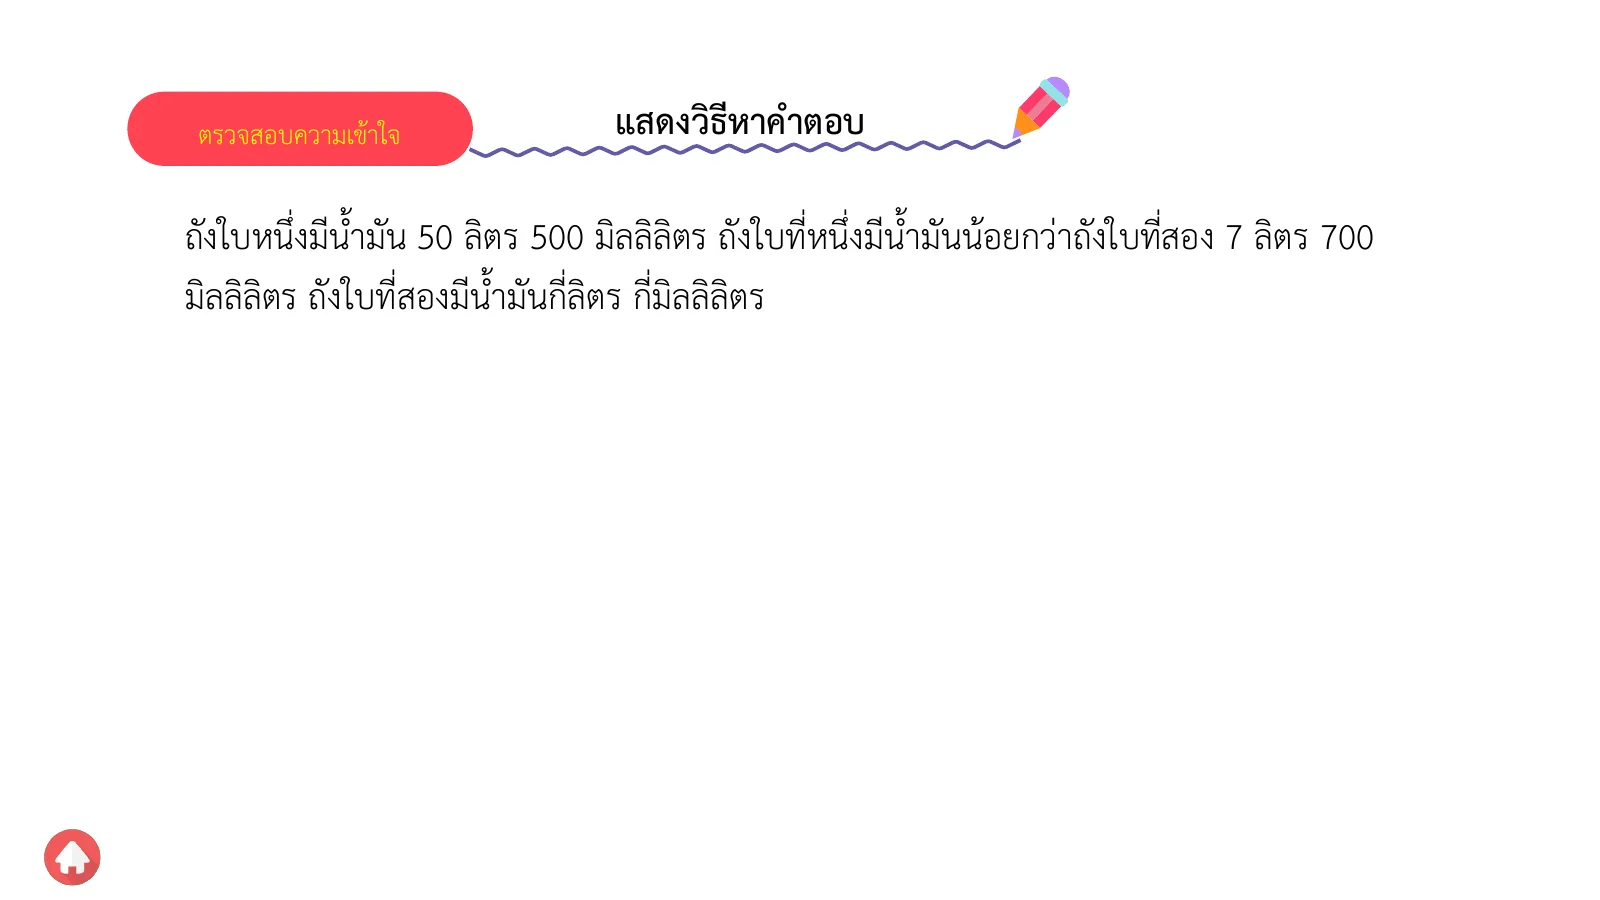 ตรวจสอบความเข้าใจ
แสดงวิธีหาคำตอบ
ถังใบหนึ่งมีน้ำมัน 50 ลิตร 500 มิลลิลิตร ถังใบที่หนึ่งมีน้ำมันน้อยกว่าถังใบที่สอง 7 ลิตร 700
มิลลิลิตร ถังใบที่สองมีน้ำมันกี่ลิตร กี่มิลลิลิตร